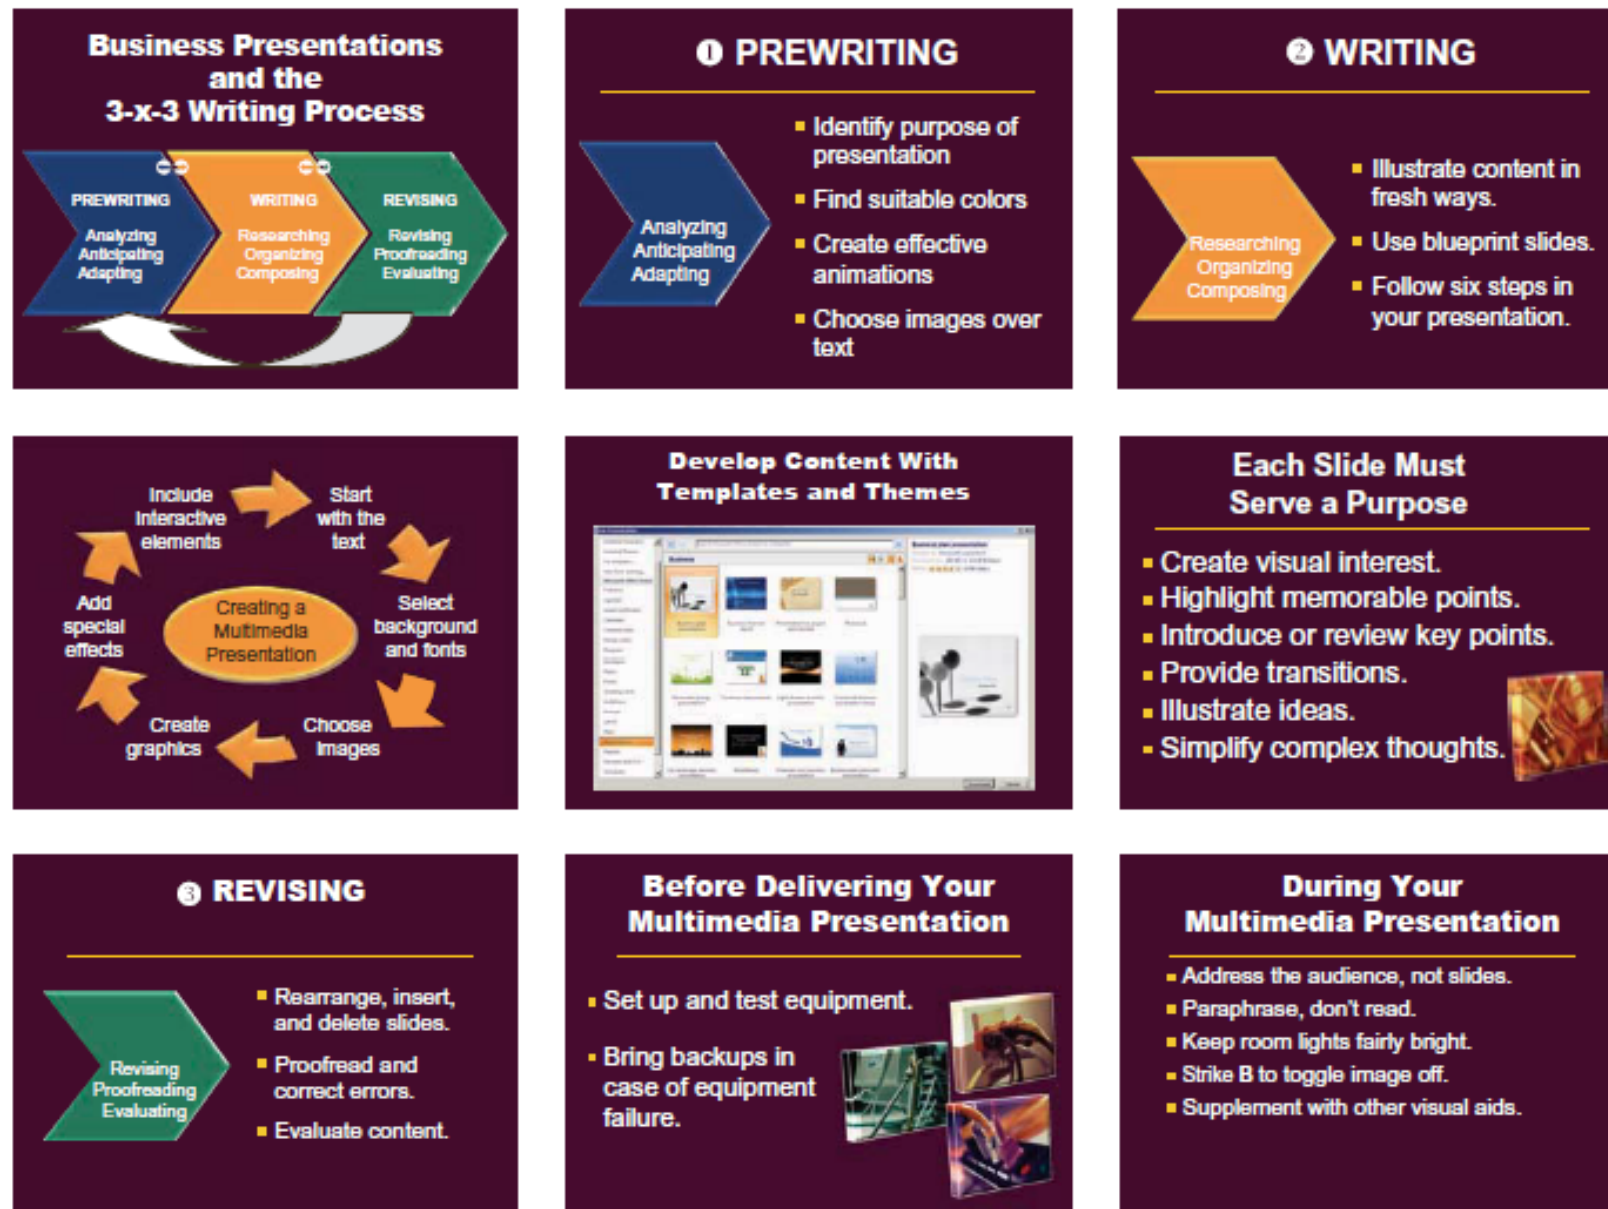 Business Presentations
and the
3-x-3 Writing Process
PREWRITING
Analyzing
Anticipating
Adapting
WRITING
Researching
Organizing
Composing
REVISING
Revising
Proofreading
Evaluating
❶ PREWRITING
Analyzing
Anticipating
Adapting
Identify purpose of
presentation
Find suitable colors
Create effective
animations
Choose images over
text
❷ WRITING
Researching
Organizing
Composing
Illustrate content in
fresh ways.
Use blueprint slides.
Follow six steps in
your presentation.
Creating a
Multimedia
Presentation
Start
with the
text
Select
background
and fonts
Choose
Images
Create
graphics
Add
special
effects
Include
Interactive
elements
Develop Content With
Templates and Themes
Business
Each Slide Must
Serve a Purpose
Create visual interest.
Highlight memorable points.
Introduce or review key points.
Provide transitions.
Illustrate ideas.
Simplify complex thoughts.
❸ REVISING
Revising
Proofreading
Evaluating
Rearrange, insert,
and delete slides.
Proofread and
correct errors.
Evaluate content.
Before Delivering Your
Multimedia Presentation
Set up and test equipment.
Bring backups in
case of equipment
failure.
During Your
Multimedia Presentation
Address the audience, not slides.
Paraphrase, don't read.
Keep room lights fairly bright.
Strike B to toggle image off.
Supplement with other visual aids.